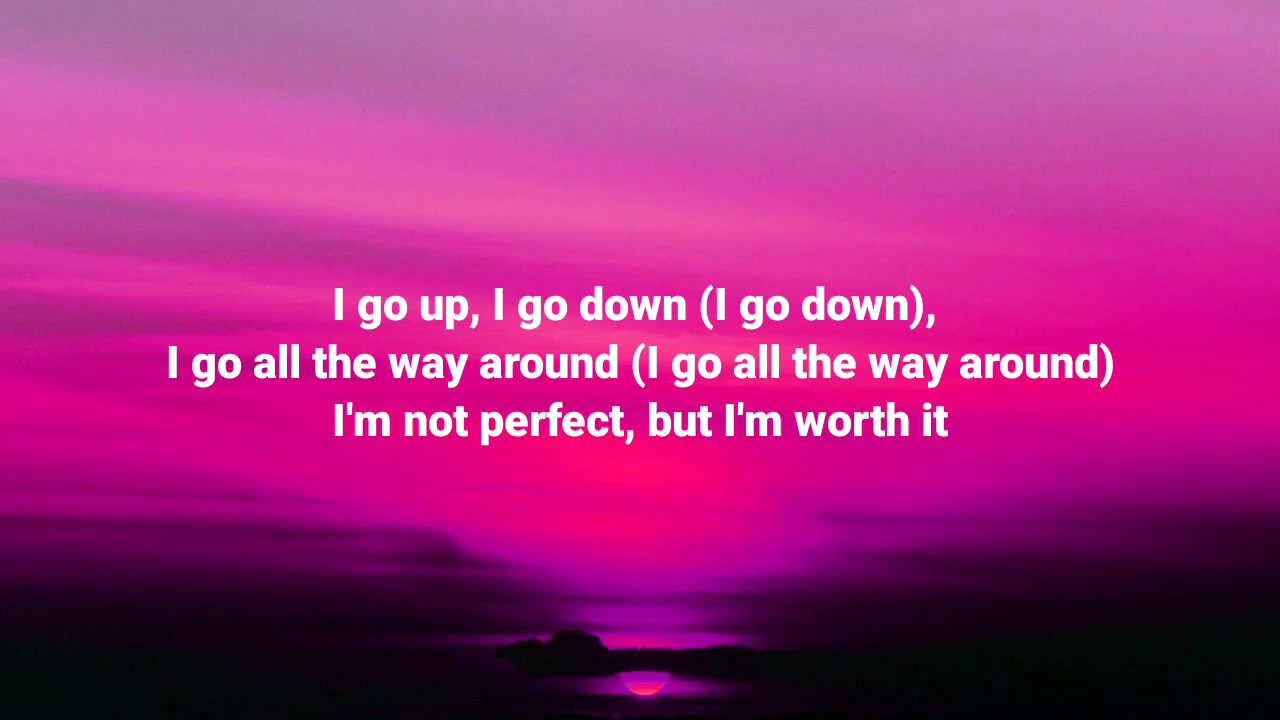 I go up, I go down (I go down),
I go all the way around (I go all the way around)
I'm not perfect, but I'm worth it